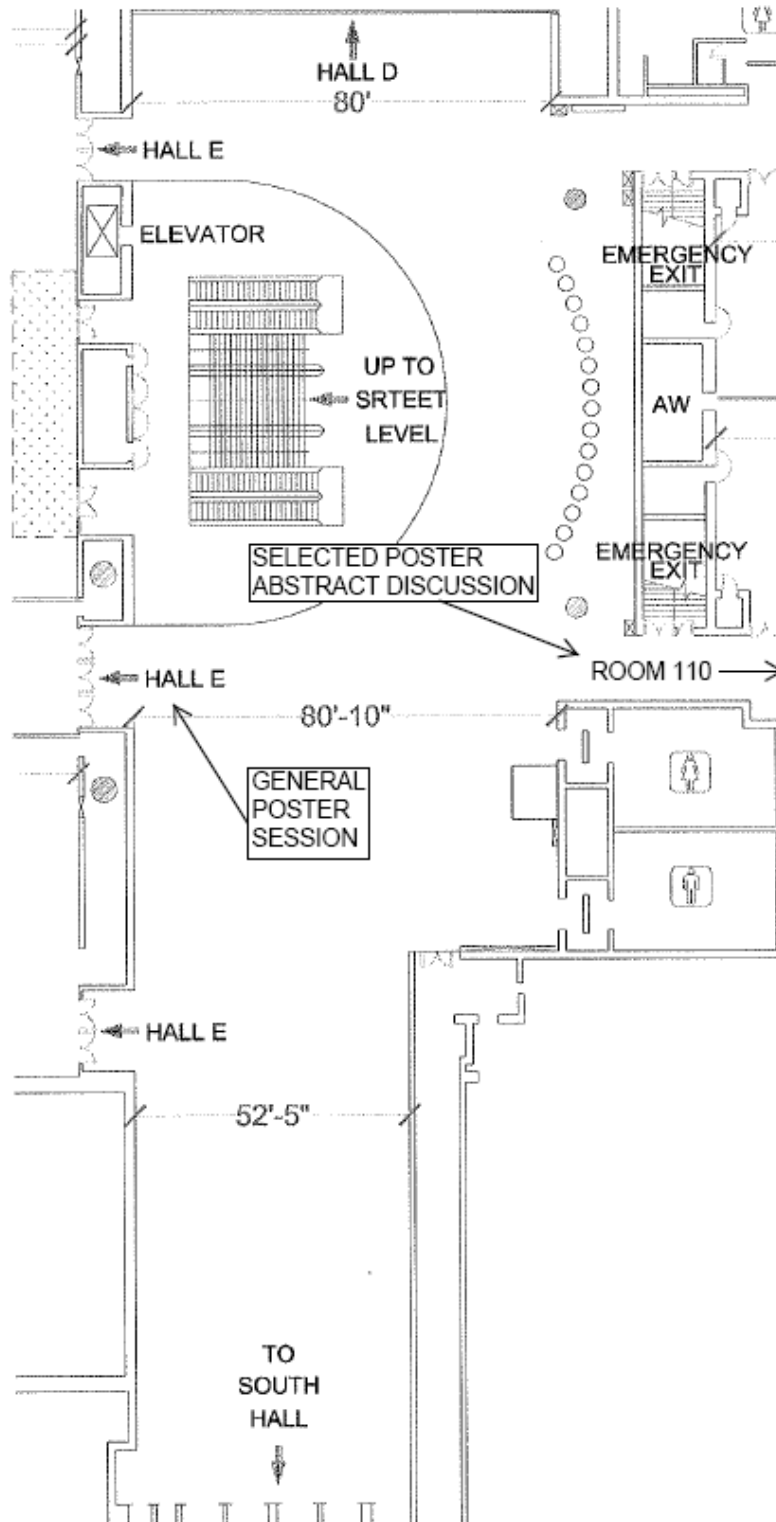 HALL D
80'
HALL E
ELEVATOR
EMERGENCY
EXIT
UP TO
SRTEET
LEVEL
AW
SELECTED POSTER
ABSTRACT DISCUSSION
EMERGENCY
EXIT
HALL E
ROOM 110
80'-10"
GENERAL
POSTER
SESSION
HALL E
52'-5"
TO
SOUTH
HALL